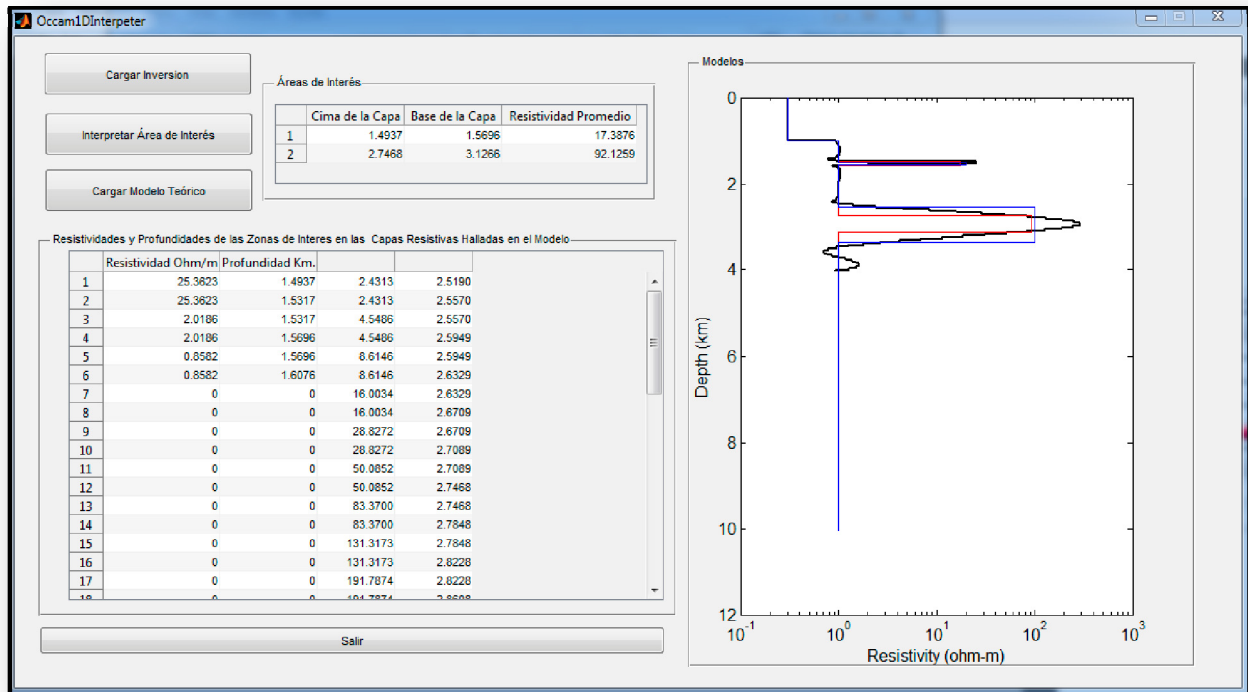 Occam1DInterpeter
Cargar Inversion
Interpretar Área de Interés
Cargar Modelo Teórico
Áreas de Interés
Cima de la Capa Base de la Capa Resistividad Promedio
1 1.4937 1.5696 17.3876
2 2.7468 3.1266 92.1259
Resistividades y Profundidades de las Zonas de Interes en las Capas Resistivas Halladas en el Modelo
Resistividad Ohm/m Profundidad Km.
1 25.3623 1.4937 2.4313 2.5190
2 25.3623 1.5317 2.4313 2.5570
3 2.0186 1.5317 4.5486 2.5570
4 2.0186 1.5696 4.5486 2.5949
5 0.8582 1.5696 8.6146 2.5949
6 0.8582 1.6076 8.6146 2.6329
7 0 0 16.0034 2.6329
8 0 0 16.0034 2.6709
9 0 0 28.8272 2.6709
10 0 0 28.8272 2.7089
11 0 0 50.0852 2.7089
12 0 0 50.0852 2.7468
13 0 0 83.3700 2.7468
14 0 0 83.3700 2.7848
15 0 0 131.3173 2.7848
16 0 0 131.3173 2.8228
17 0 0 191.7874 2.8228
18 0 0 191.7874 2.8608
Salir
Modelos
0
2
4
6
8
10
12
Depth (km)
10^-1 10^0 10^1 10^2 10^3
Resistivity (ohm-m)